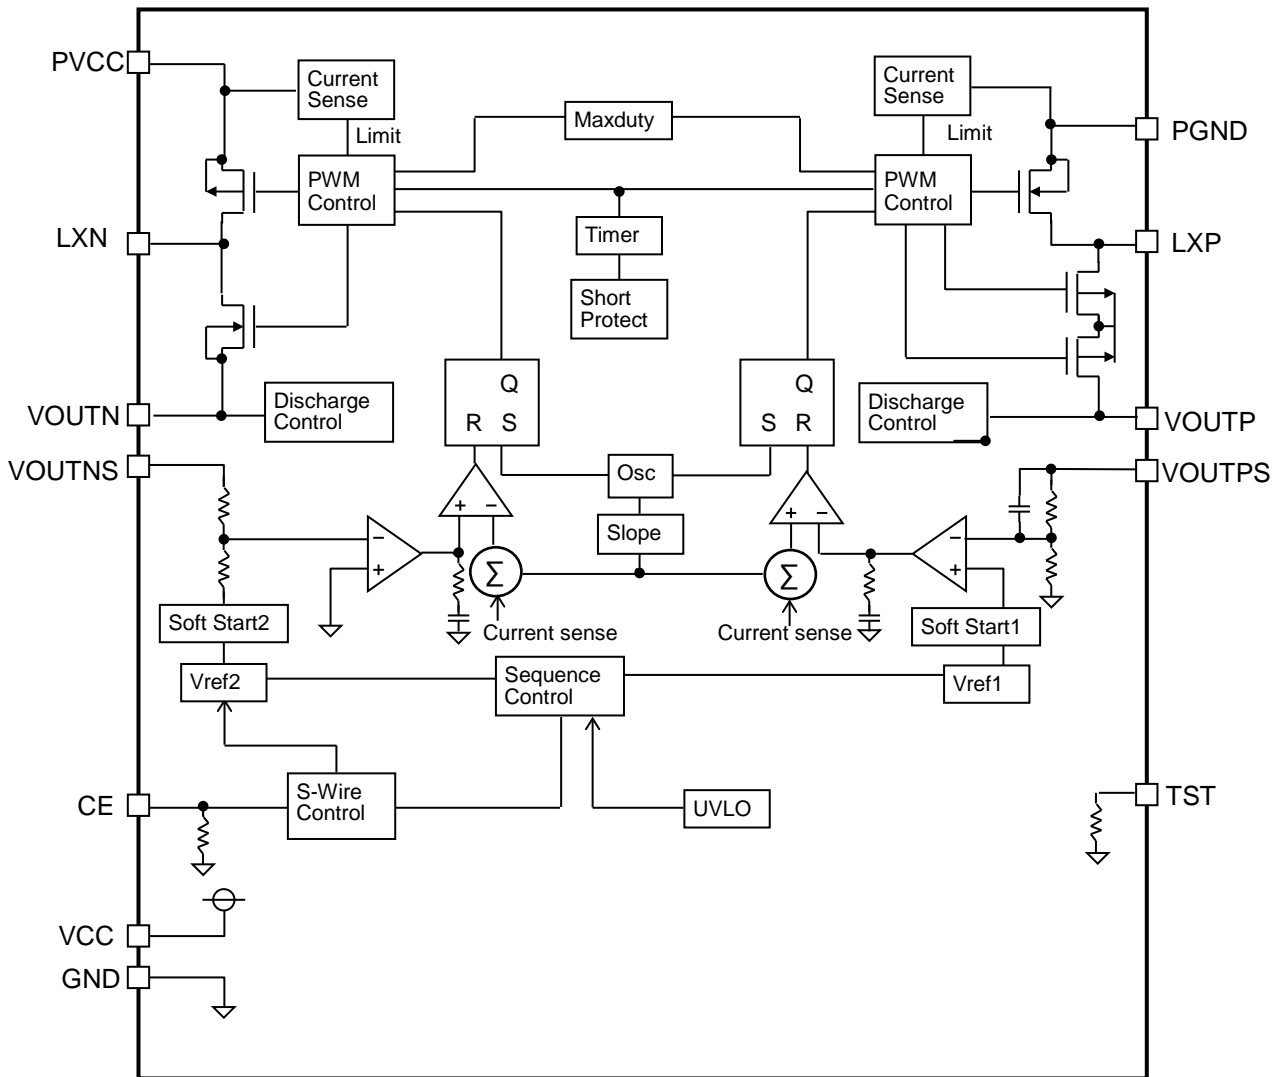 PVCC
Current
Sense
Limit
Maxduty
Current
Sense
Limit
PGND
PWM
Control
PWM
Control
LXN
Timer
LXP
Short
Protect
Q
R S
Q
S R
VOUTN
Discharge
Control
Discharge
Control
VOUTP
VOUTNS
Osc
VOUTPS
+ −
+ −
Slope
−
+
−
+
Σ
Σ
Soft Start2
Current sense
Current sense
Soft Start1
Vref2
Sequence
Control
Vref1
CE
S-Wire
Control
UVLO
TST
VCC
GND